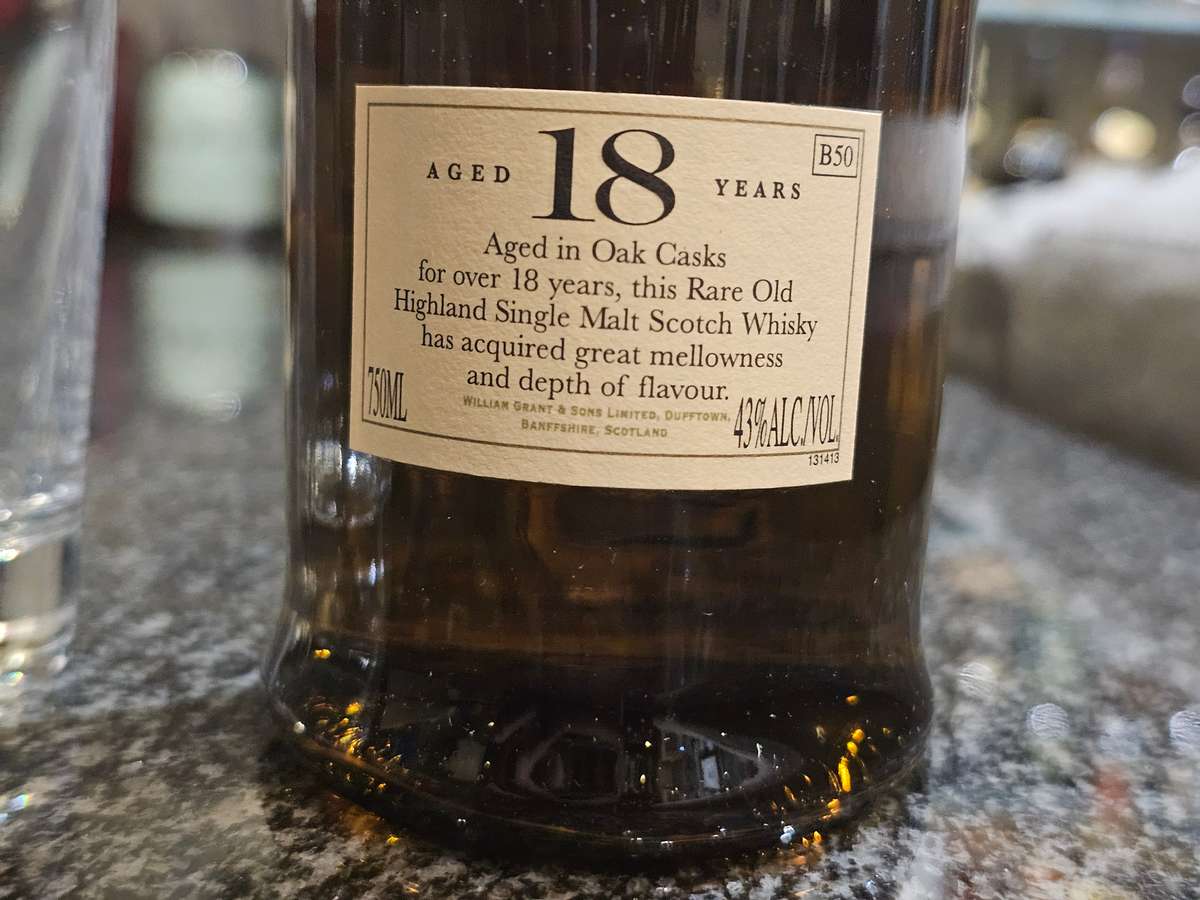 B50
AGED 18 YEARS
Aged in Oak Casks
for over 18 years, this Rare Old
Highland Single Malt Scotch Whisky
has acquired great mellowness
and depth of flavour.
750ML
WILLIAM GRANT & SONS LIMITED, DUFFTOWN,
BANFFSHIRE, SCOTLAND
43%ALC./VOL.
131413